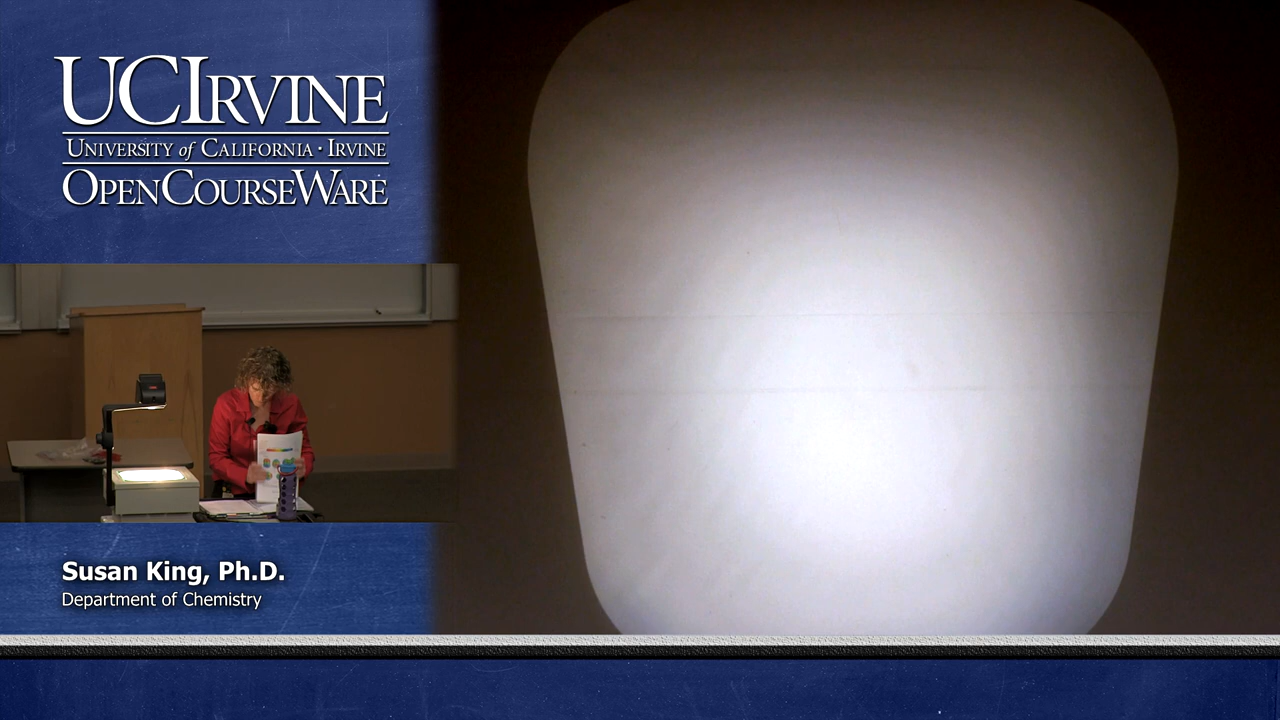 UCIRVINE
UNIVERSITY of CALIFORNIA · IRVINE
OPENCOURSEWARE
Susan King, Ph.D.
Department of Chemistry